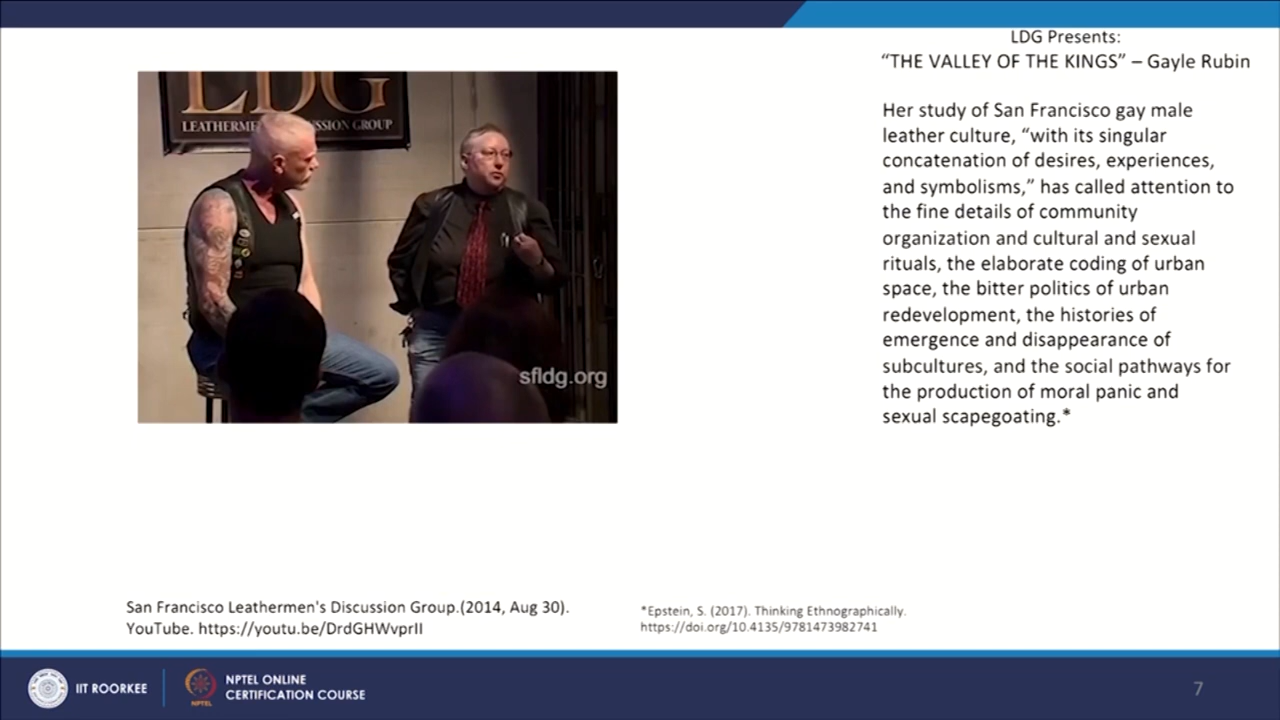 LDG Presents:
“THE VALLEY OF THE KINGS” – Gayle Rubin
Her study of San Francisco gay male
leather culture, “with its singular
concatenation of desires, experiences,
and symbolisms,” has called attention to
the fine details of community
organization and cultural and sexual
rituals, the elaborate coding of urban
space, the bitter politics of urban
redevelopment, the histories of
emergence and disappearance of
subcultures, and the social pathways for
the production of moral panic and
sexual scapegoating.*
LDG
sfldg.org
San Francisco Leathermen's Discussion Group.(2014, Aug 30).
YouTube. https://youtu.be/DrdGHWvprII
*Epstein, S. (2017). Thinking Ethnographically.
https://doi.org/10.4135/9781473982741
IIT ROORKEE
NPTEL
NPTEL ONLINE
CERTIFICATION COURSE
7